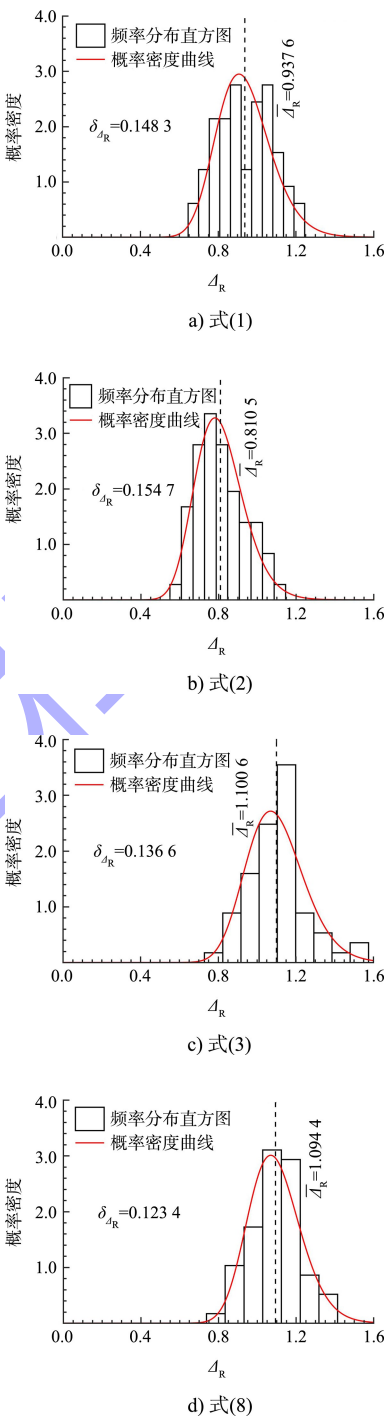 4.0
频率分布直方图
概率密度曲线
3.0
Δ̅R=0.937 6
概率密度
2.0
δΔR=0.148 3
1.0
0.0 0.4 0.8 1.2 1.6
ΔR
a) 式(1)
4.0
频率分布直方图
概率密度曲线
3.0
Δ̅R=0.810 5
概率密度
2.0
δΔR=0.154 7
1.0
0.0 0.4 0.8 1.2 1.6
ΔR
b) 式(2)
4.0
频率分布直方图
概率密度曲线
3.0
Δ̅R=1.100 6
概率密度
2.0
δΔR=0.136 6
1.0
0.0 0.4 0.8 1.2 1.6
ΔR
c) 式(3)
4.0
频率分布直方图
概率密度曲线
3.0
Δ̅R=1.094 4
概率密度
2.0
δΔR=0.123 4
1.0
0.0 0.4 0.8 1.2 1.6
ΔR
d) 式(8)